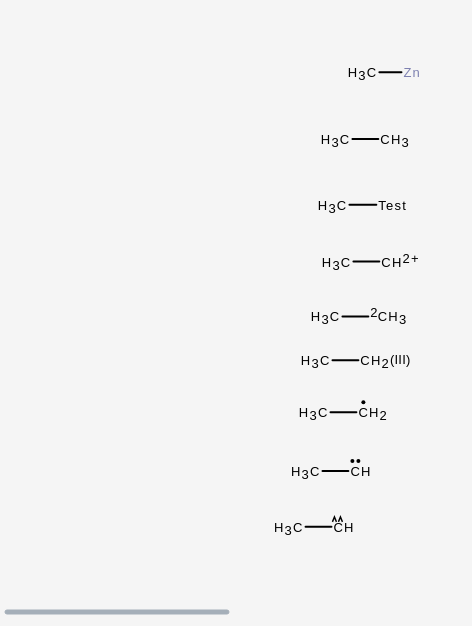 H₃C—Zn
H₃C—CH₃
H₃C—Test
H₃C—CH²⁺
H₃C—²CH₃
H₃C—CH₂(III)
H₃C—CH₂
H₃C—CH
H₃C—CH